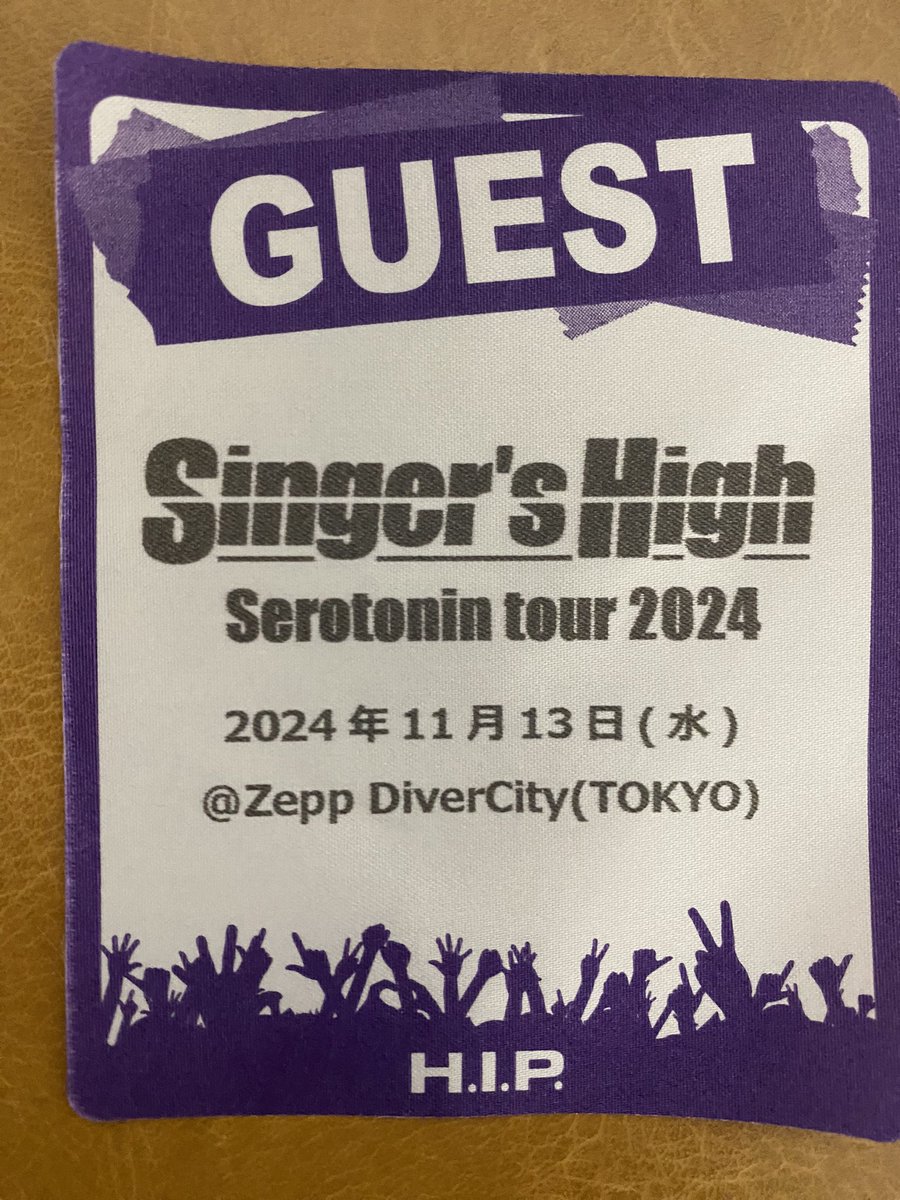 GUEST
Singer's High
Serotonin tour 2024
2024年11月13日(水)
@Zepp DiverCity(TOKYO)
H.I.P.